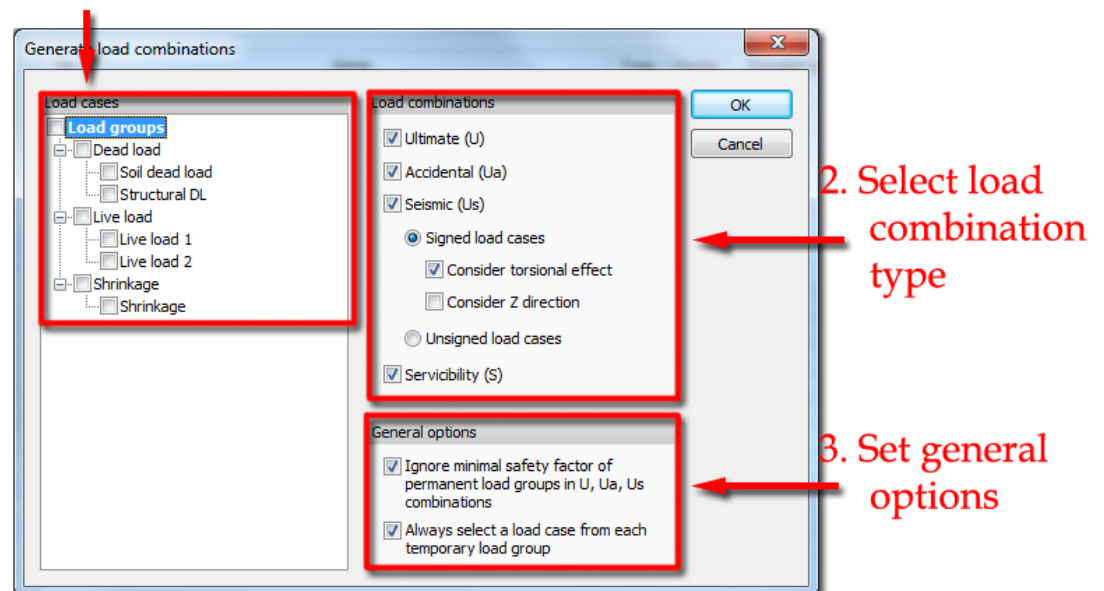 Generate load combinations
Load cases
Load groups
Dead load
Soil dead load
Structural DL
Live load
Live load 1
Live load 2
Shrinkage
Shrinkage
Load combinations
Ultimate (U)
Accidental (Ua)
Seismic (Us)
Signed load cases
Consider torsional effect
Consider Z direction
Unsigned load cases
Servicibility (S)
General options
Ignore minimal safety factor of
permanent load groups in U, Ua, Us
combinations
Always select a load case from each
temporary load group
OK
Cancel
2. Select load
combination
type
3. Set general
options